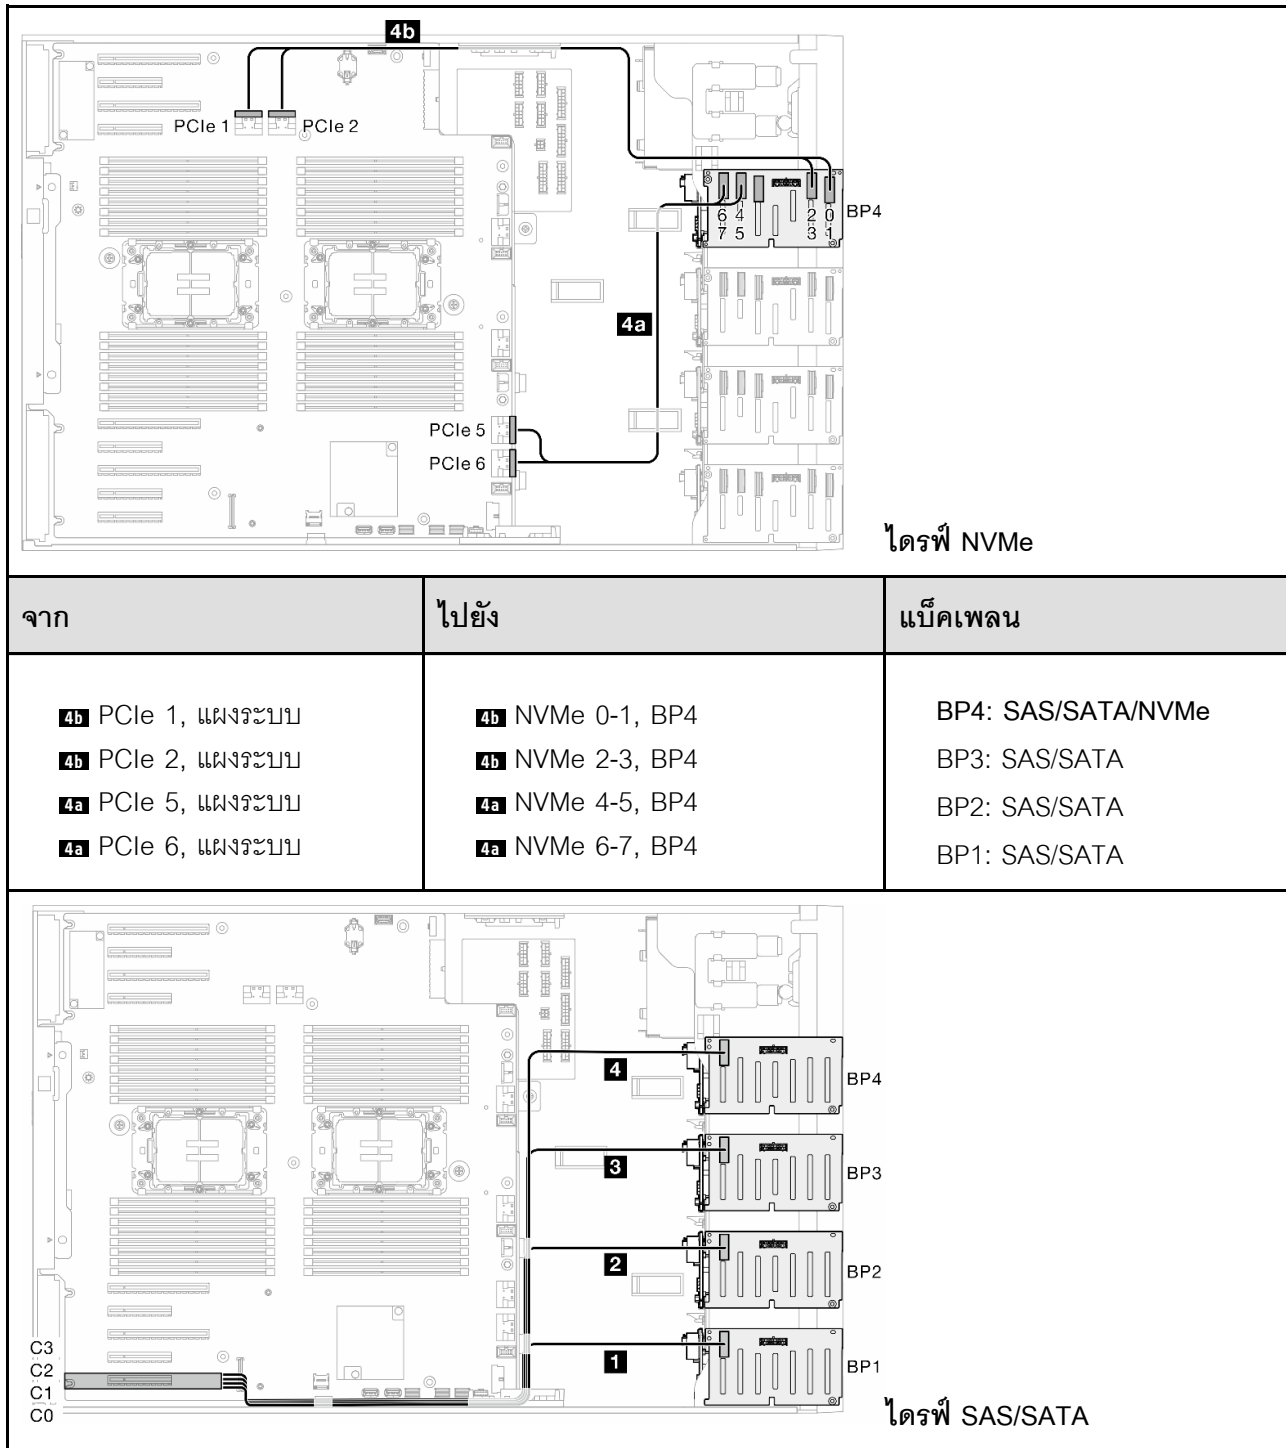 4b
PCIe 1
PCIe 2
6 4 2 0
7 5 3 1
BP4
4a
PCIe 5
PCIe 6
ไดรฟ์ NVMe
จาก ไปยัง แบ็คเพลน
4b PCIe 1, แผงระบบ
4b PCIe 2, แผงระบบ
4a PCIe 5, แผงระบบ
4a PCIe 6, แผงระบบ
4b NVMe 0-1, BP4
4b NVMe 2-3, BP4
4a NVMe 4-5, BP4
4a NVMe 6-7, BP4
BP4: SAS/SATA/NVMe
BP3: SAS/SATA
BP2: SAS/SATA
BP1: SAS/SATA
4
BP4
3
BP3
2
BP2
1
BP1
C3
C2
C1
C0
ไดรฟ์ SAS/SATA